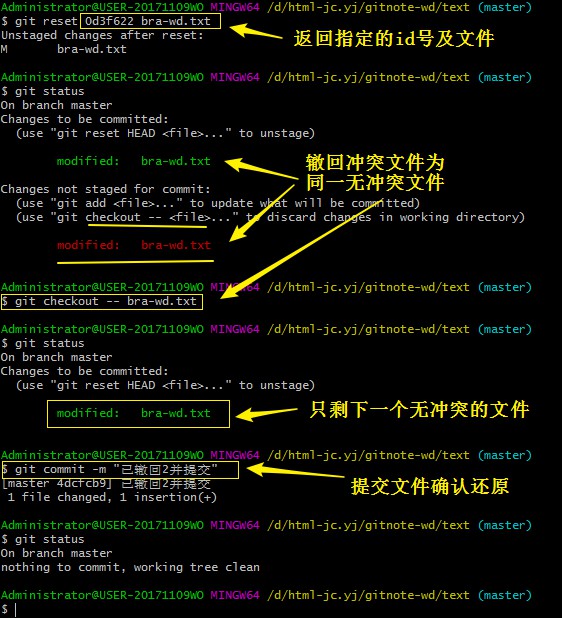 Administrator@USER-20171109WO MINGW64 /d/html-jc.yj/gitnote-wd/text (master)
$ git reset 0d3f622 bra-wd.txt
Unstaged changes after reset:
M       bra-wd.txt
返回指定的id号及文件
Administrator@USER-20171109WO MINGW64 /d/html-jc.yj/gitnote-wd/text (master)
$ git status
On branch master
Changes to be committed:
  (use "git reset HEAD <file>..." to unstage)
        modified:   bra-wd.txt
辙回冲突文件为
同一无冲突文件
Changes not staged for commit:
  (use "git add <file>..." to update what will be committed)
  (use "git checkout -- <file>..." to discard changes in working directory)
        modified:   bra-wd.txt
Administrator@USER-20171109WO MINGW64 /d/html-jc.yj/gitnote-wd/text (master)
$ git checkout -- bra-wd.txt
Administrator@USER-20171109WO MINGW64 /d/html-jc.yj/gitnote-wd/text (master)
$ git status
On branch master
Changes to be committed:
  (use "git reset HEAD <file>..." to unstage)
        modified:   bra-wd.txt
只剩下一个无冲突的文件
Administrator@USER-20171109WO MINGW64 /d/html-jc.yj/gitnote-wd/text (master)
$ git commit -m "已辙回2并提交"
[master 4dcfcb9] 已辙回2并提交
 1 file changed, 1 insertion(+)
提交文件确认还原
Administrator@USER-20171109WO MINGW64 /d/html-jc.yj/gitnote-wd/text (master)
$ git status
On branch master
nothing to commit, working tree clean
Administrator@USER-20171109WO MINGW64 /d/html-jc.yj/gitnote-wd/text (master)
$